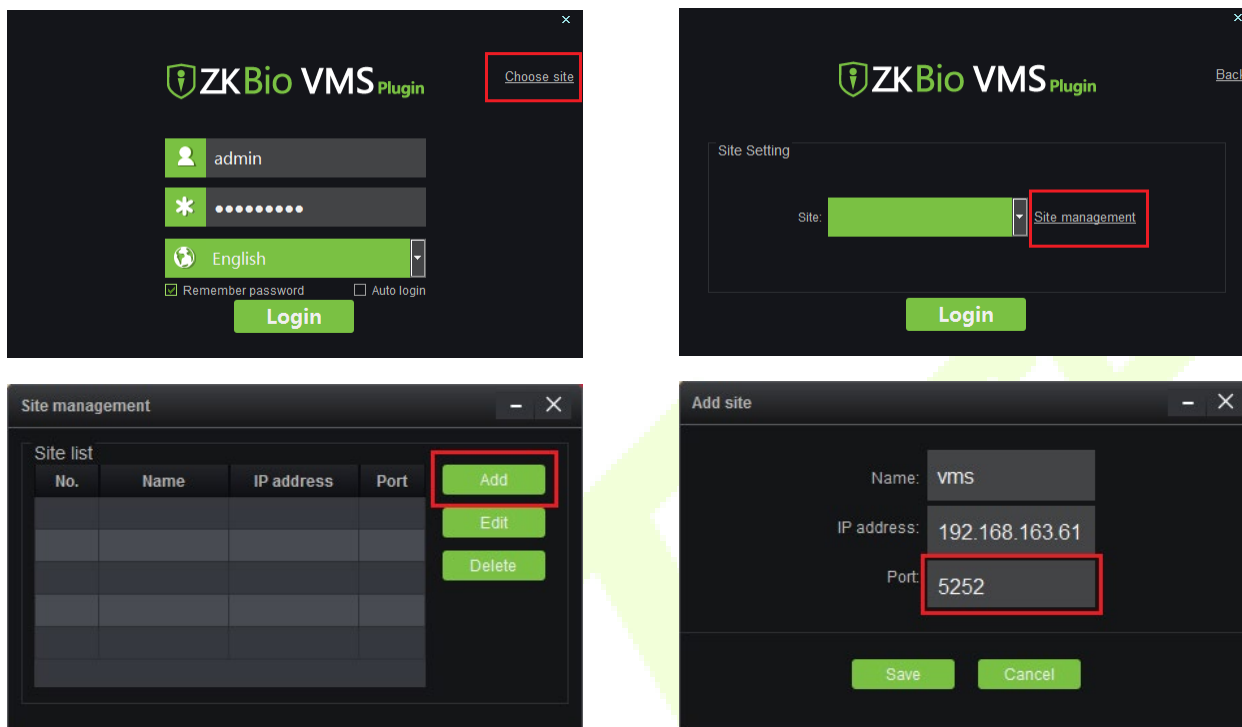 ×
ZKBio VMS Plugin
Choose site
admin
•••••••••
English
Remember password
Auto login
Login
×
ZKBio VMS Plugin
Back
Site Setting
Site:
Site management
Login
Site management
Site list
No. Name IP address Port
Add
Edit
Delete
Add site
Name: vms
IP address: 192.168.163.61
Port: 5252
Save
Cancel